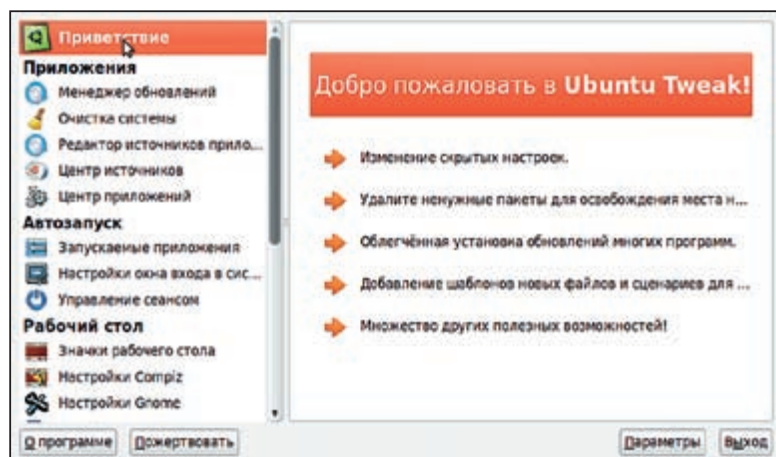 Приветствие
Приложения
Менеджер обновлений
Очистка системы
Редактор источников прило...
Центр источников
Центр приложений
Автозапуск
Запускаемые приложения
Настройки окна входа в сис...
Управление сеансом
Рабочий стол
Значки рабочего стола
Настройки Compiz
Настройки Gnome
О программе
Пожертвовать
Добро пожаловать в Ubuntu Tweak!
Изменение скрытых настроек.
Удалите ненужные пакеты для освобождения места н...
Облегчённая установка обновлений многих программ.
Добавление шаблонов новых файлов и сценариев для ...
Множество других полезных возможностей!
Параметры
Выход